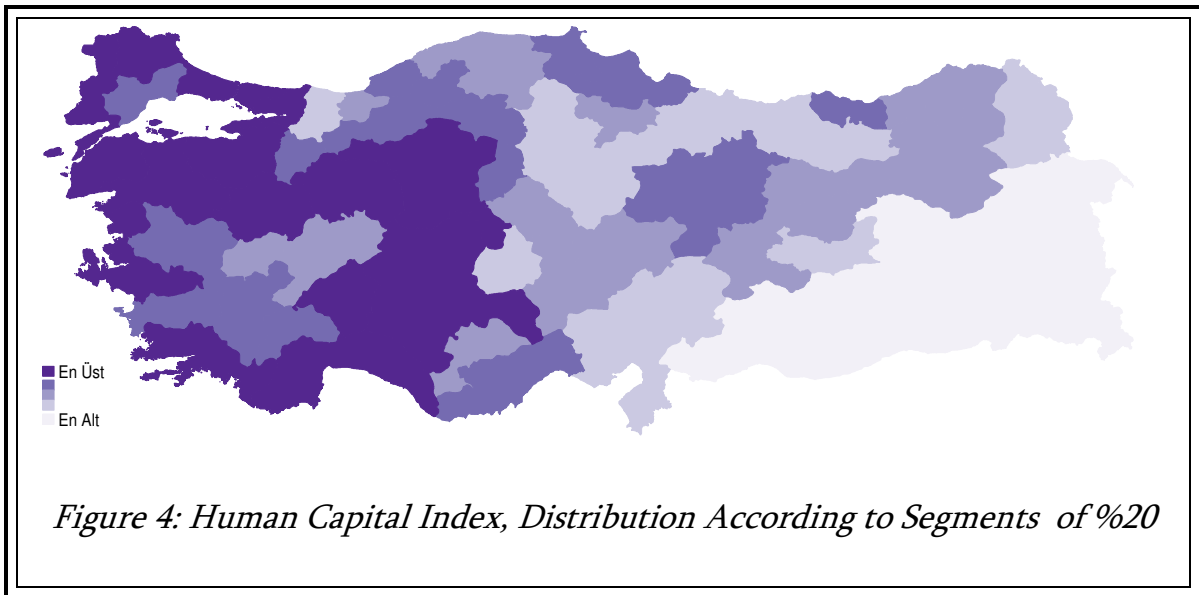 En Üst
En Alt
Figure 4: Human Capital Index, Distribution According to Segments of %20